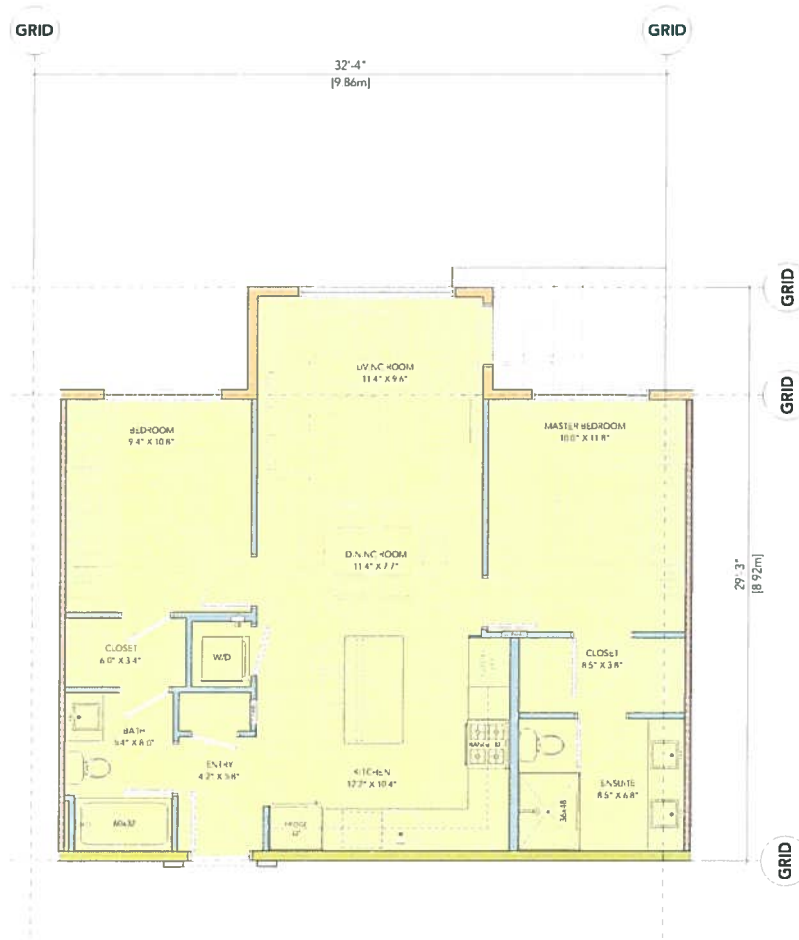 GRID
GRID
32'-4"
[9.86m]
GRID
LIVING ROOM
11'4" X 9'6"
GRID
BEDROOM
9'4" X 10'8"
MASTER BEDROOM
10'0" X 11'8"
DINING ROOM
11'4" X 7'7"
29'-3"
[8.92m]
CLOSET
6'0" X 3'4"
W/D
CLOSET
8'5" X 3'8"
BATH
5'4" X 8'0"
ENTRY
4'2" X 5'8"
KITCHEN
12'2" X 10'4"
ENSUITE
8'5" X 6'8"
60x32
FRIDGE
36x48
GRID